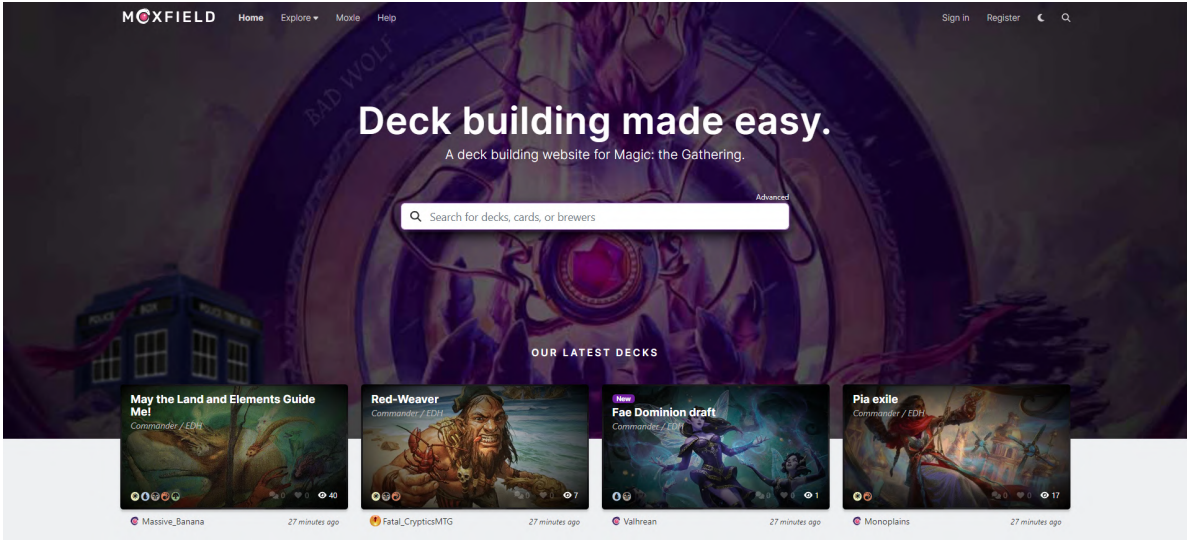 MOXFIELD Home Explore Moxle Help Sign in Register
BAD WOLF
Deck building made easy.
A deck building website for Magic: the Gathering.
Advanced
Search for decks, cards, or brewers
POLICE BOX
OUR LATEST DECKS
May the Land and Elements Guide
Me!
Commander / EDH
0 0 40
Massive_Banana 27 minutes ago
Red-Weaver
Commander / EDH
0 0 7
Fatal_CrypticsMTG 27 minutes ago
New
Fae Dominion draft
Commander / EDH
0 0 1
Valhrean 27 minutes ago
Pia exile
Commander / EDH
0 0 17
Monoplains 27 minutes ago